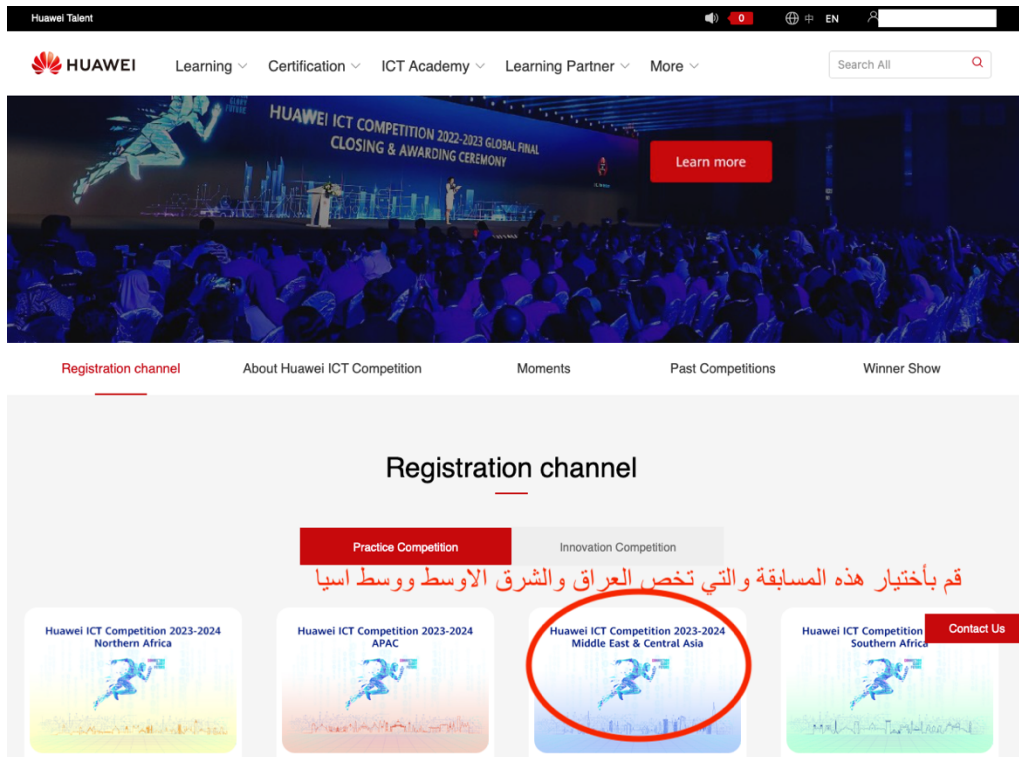 Huawei Talent
0
中 EN
HUAWEI
Learning
Certification
ICT Academy
Learning Partner
More
Search All
GLORY
FUTURE
HUAWEI ICT COMPETITION 2022-2023 GLOBAL FINAL
CLOSING & AWARDING CEREMONY
Learn more
Registration channel
About Huawei ICT Competition
Moments
Past Competitions
Winner Show
Registration channel
Practice Competition
Innovation Competition
قم بأختيار هذه المسابقة والتي تخص العراق والشرق الاوسط ووسط اسيا
Huawei ICT Competition 2023-2024
Northern Africa
Huawei ICT Competition 2023-2024
APAC
Huawei ICT Competition 2023-2024
Middle East & Central Asia
Huawei ICT Competition
Southern Africa
Contact Us